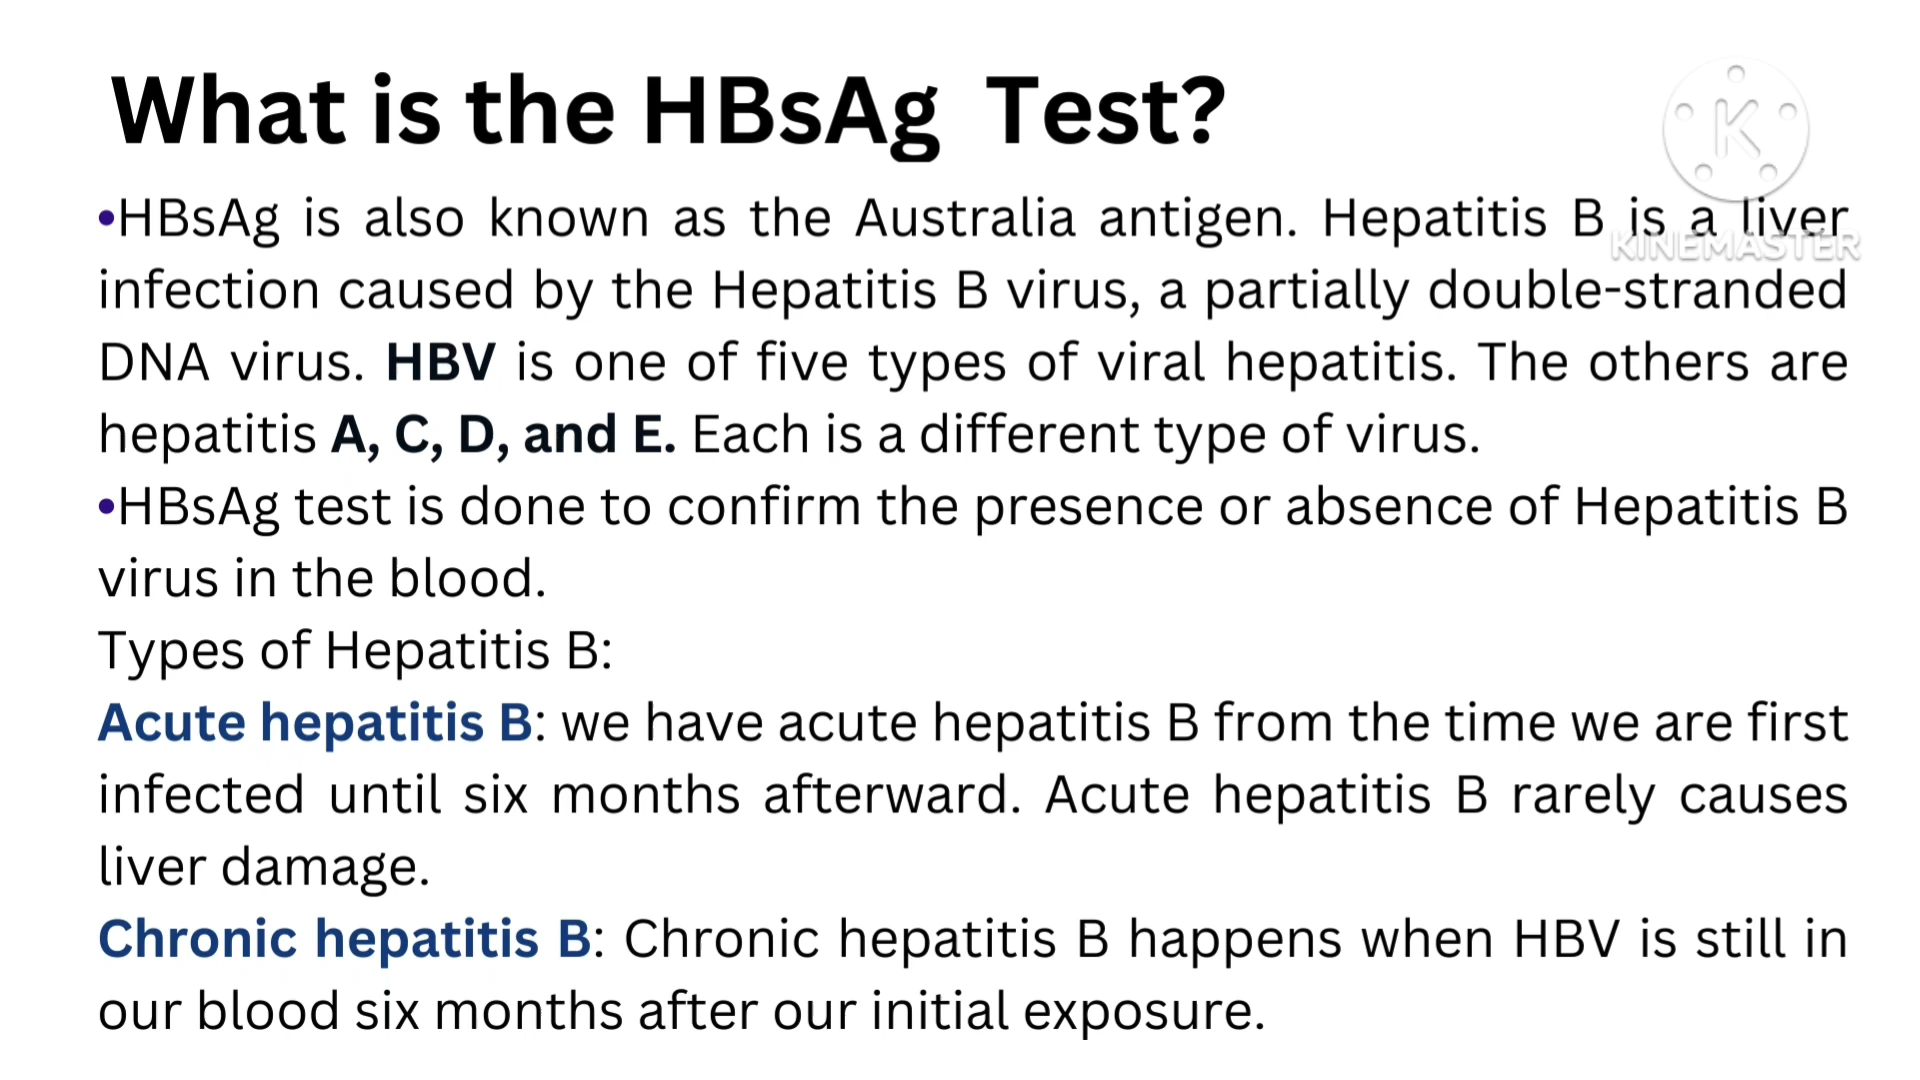 What is the HBsAg Test?
K
KINEMASTER
•HBsAg is also known as the Australia antigen. Hepatitis B is a liver
infection caused by the Hepatitis B virus, a partially double-stranded
DNA virus. HBV is one of five types of viral hepatitis. The others are
hepatitis A, C, D, and E. Each is a different type of virus.
•HBsAg test is done to confirm the presence or absence of Hepatitis B
virus in the blood.
Types of Hepatitis B:
Acute hepatitis B: we have acute hepatitis B from the time we are first
infected until six months afterward. Acute hepatitis B rarely causes
liver damage.
Chronic hepatitis B: Chronic hepatitis B happens when HBV is still in
our blood six months after our initial exposure.